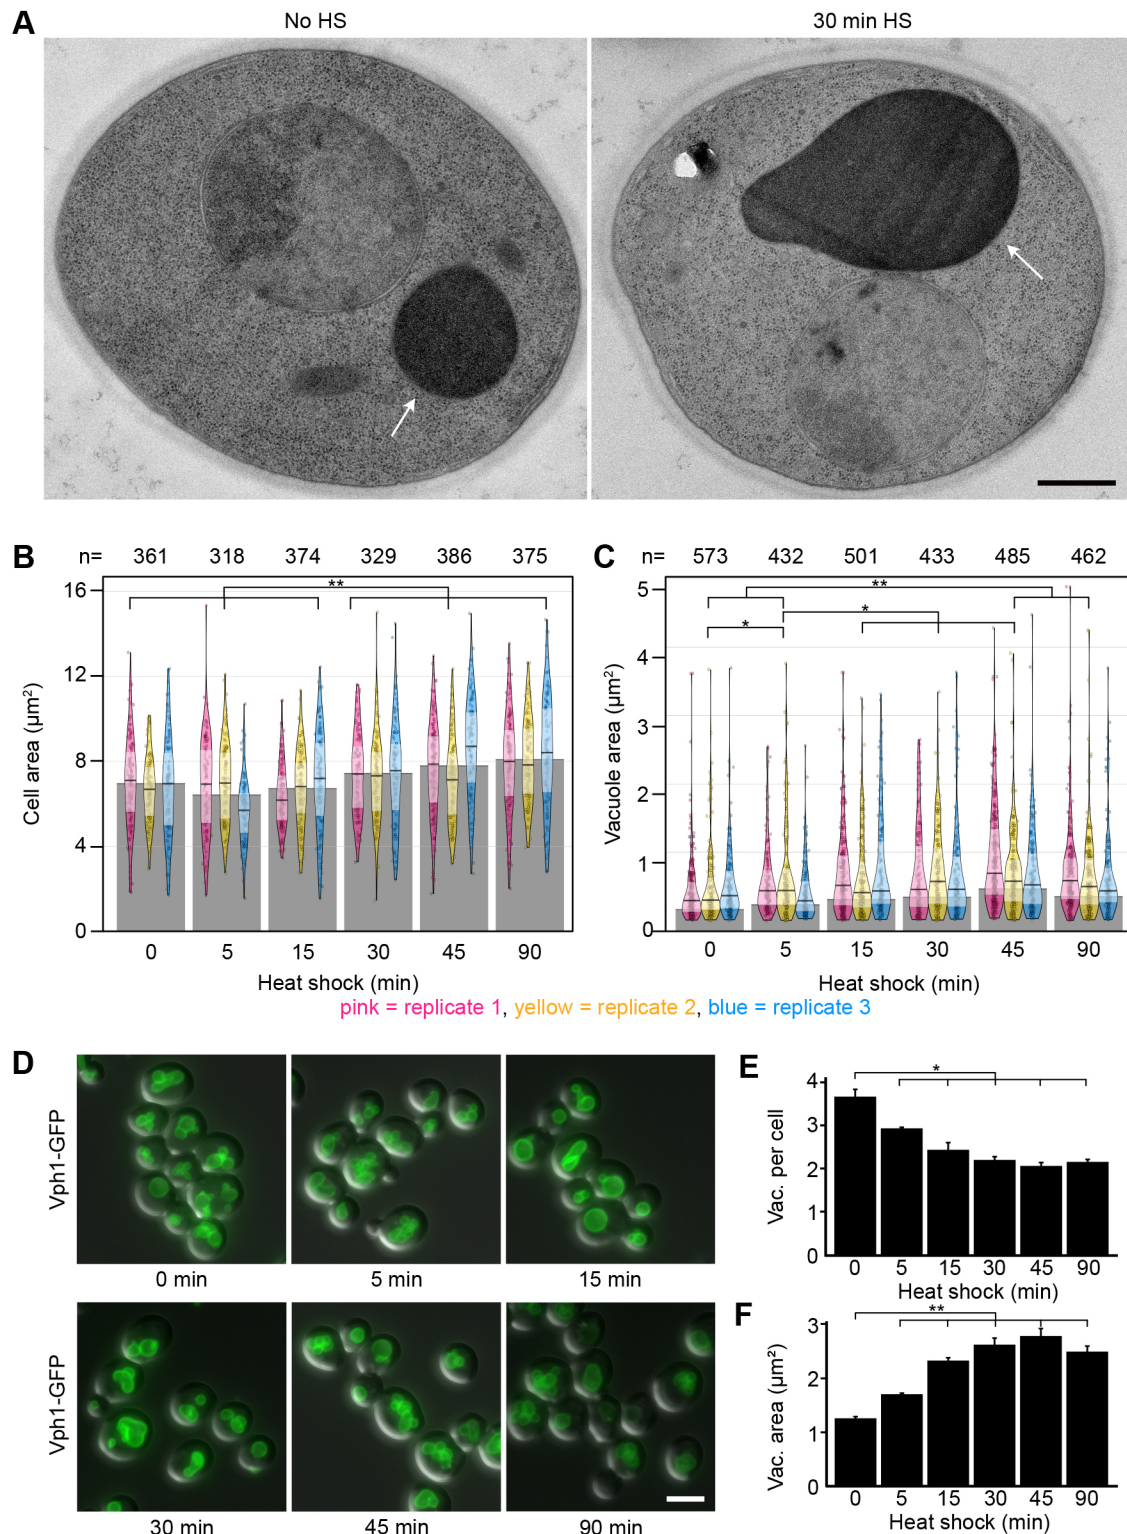 A
No HS
30 min HS
B
n= 361 318 374 329 386 375
16
12
8
4
0
Cell area (µm²)
**
0 5 15 30 45 90
Heat shock (min)
C
n= 573 432 501 433 485 462
5
4
3
2
1
0
Vacuole area (µm²)
**
*
*
0 5 15 30 45 90
Heat shock (min)
pink = replicate 1, yellow = replicate 2, blue = replicate 3
D
Vph1-GFP
0 min
5 min
15 min
Vph1-GFP
30 min
45 min
90 min
E
4
3
2
1
0
Vac. per cell
*
0 5 15 30 45 90
Heat shock (min)
F
3
2
1
0
Vac. area (µm²)
**
0 5 15 30 45 90
Heat shock (min)